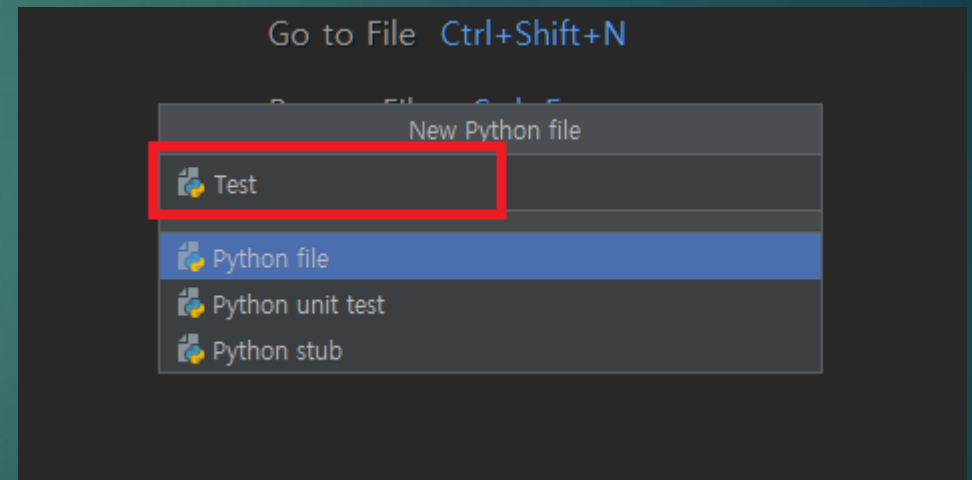 Go to File Ctrl+Shift+N
New Python file
Test
Python file
Python unit test
Python stub